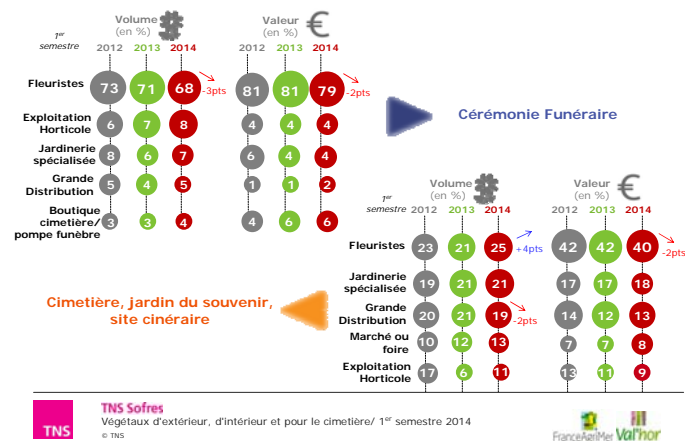 Volume
(en %)
Valeur
(en %)
€
1er
semestre
2012 2013 2014 2012 2013 2014
Fleuristes 73 71 68 -3pts 81 81 79 -2pts
Exploitation
Horticole 6 7 8 4 4 4
Jardinerie
spécialisée 8 6 7 6 4 4
Grande
Distribution 5 4 5 1 1 2
Boutique
cimetière/
pompe funèbre 3 3 4 4 6 6
Cérémonie Funéraire
Volume
(en %)
Valeur
(en %)
€
1er
semestre
2012 2013 2014 2012 2013 2014
Fleuristes 23 21 25 +4pts 42 42 40 -2pts
Jardinerie
spécialisée 19 21 21 17 17 18
Grande
Distribution 20 21 19 -2pts 14 12 13
Marché ou
foire 10 12 13 7 7 8
Exploitation
Horticole 17 6 11 13 11 9
Cimetière, jardin du souvenir,
site cinéraire
TNS
TNS Sofres
Végétaux d'extérieur, d'intérieur et pour le cimetière/ 1er semestre 2014
© TNS
FranceAgriMer Val'hor